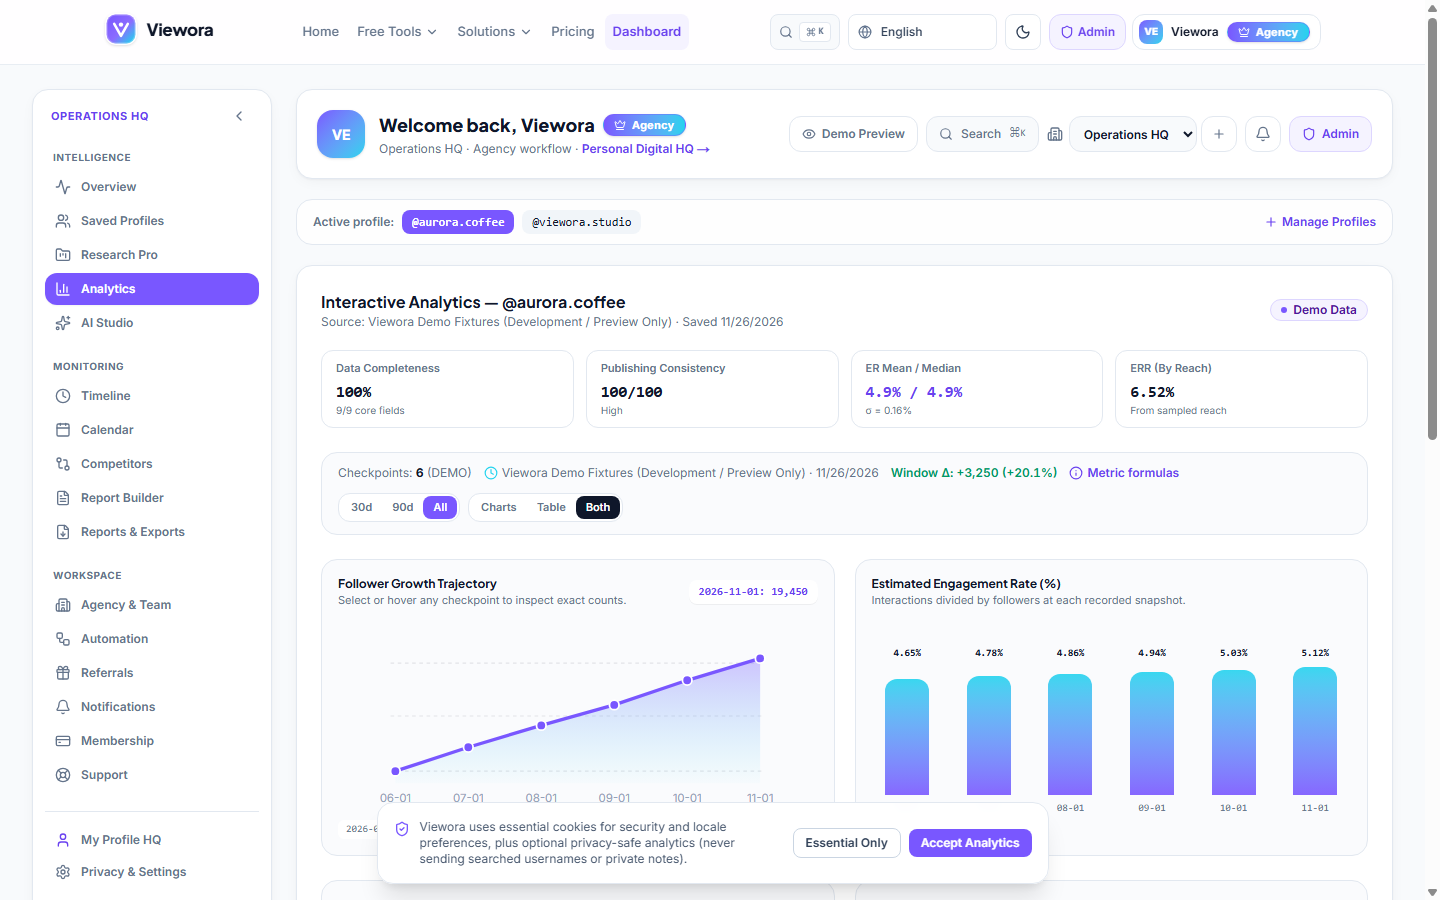 Viewora
Home
Free Tools
Solutions
Pricing
Dashboard
⌘ K
English
Admin
VE
Viewora
Agency
OPERATIONS HQ
INTELLIGENCE
Overview
Saved Profiles
Research Pro
Analytics
AI Studio
MONITORING
Timeline
Calendar
Competitors
Report Builder
Reports & Exports
WORKSPACE
Agency & Team
Automation
Referrals
Notifications
Membership
Support
My Profile HQ
Privacy & Settings
VE
Welcome back, Viewora
Agency
Operations HQ · Agency workflow · Personal Digital HQ →
Demo Preview
Search ⌘K
Operations HQ
Admin
Active profile:
@aurora.coffee
@viewora.studio
Manage Profiles
Interactive Analytics — @aurora.coffee
Source: Viewora Demo Fixtures (Development / Preview Only) · Saved 11/26/2026
Demo Data
Data Completeness
100%
9/9 core fields
Publishing Consistency
100/100
High
ER Mean / Median
4.9% / 4.9%
σ = 0.16%
ERR (By Reach)
6.52%
From sampled reach
Checkpoints: 6 (DEMO)
Viewora Demo Fixtures (Development / Preview Only) · 11/26/2026
Window Δ: +3,250 (+20.1%)
Metric formulas
30d
90d
All
Charts
Table
Both
Follower Growth Trajectory
Select or hover any checkpoint to inspect exact counts.
2026-11-01: 19,450
06-01
07-01
08-01
09-01
10-01
11-01
2026-0
Estimated Engagement Rate (%)
Interactions divided by followers at each recorded snapshot.
4.65%
4.78%
4.86%
4.94%
5.03%
5.12%
08-01
09-01
10-01
11-01
Viewora uses essential cookies for security and locale
preferences, plus optional privacy-safe analytics (never
sending searched usernames or private notes).
Essential Only
Accept Analytics